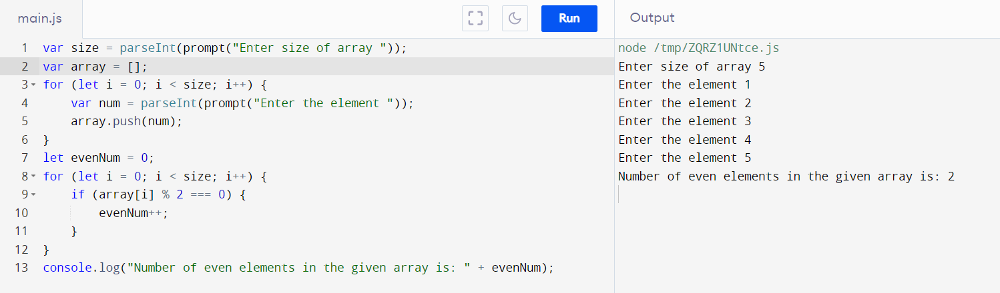 main.js
Run
Output
1 var size = parseInt(prompt("Enter size of array "));
2 var array = [];
3 for (let i = 0; i < size; i++) {
4     var num = parseInt(prompt("Enter the element "));
5     array.push(num);
6 }
7 let evenNum = 0;
8 for (let i = 0; i < size; i++) {
9     if (array[i] % 2 === 0) {
10         evenNum++;
11     }
12 }
13 console.log("Number of even elements in the given array is: " + evenNum);
node /tmp/ZQRZ1UNtce.js
Enter size of array 5
Enter the element 1
Enter the element 2
Enter the element 3
Enter the element 4
Enter the element 5
Number of even elements in the given array is: 2